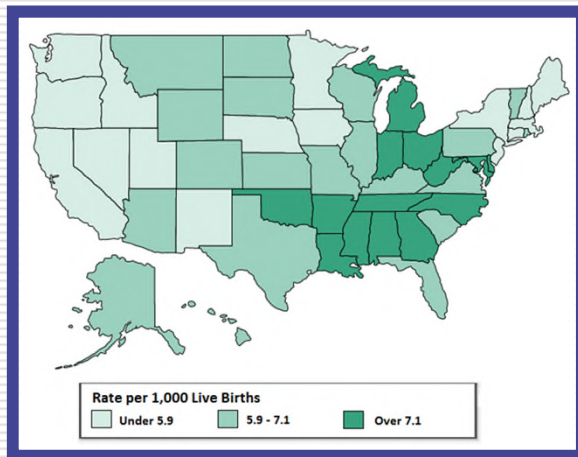 Rate per 1,000 Live Births
Under 5.9 5.9 - 7.1 Over 7.1